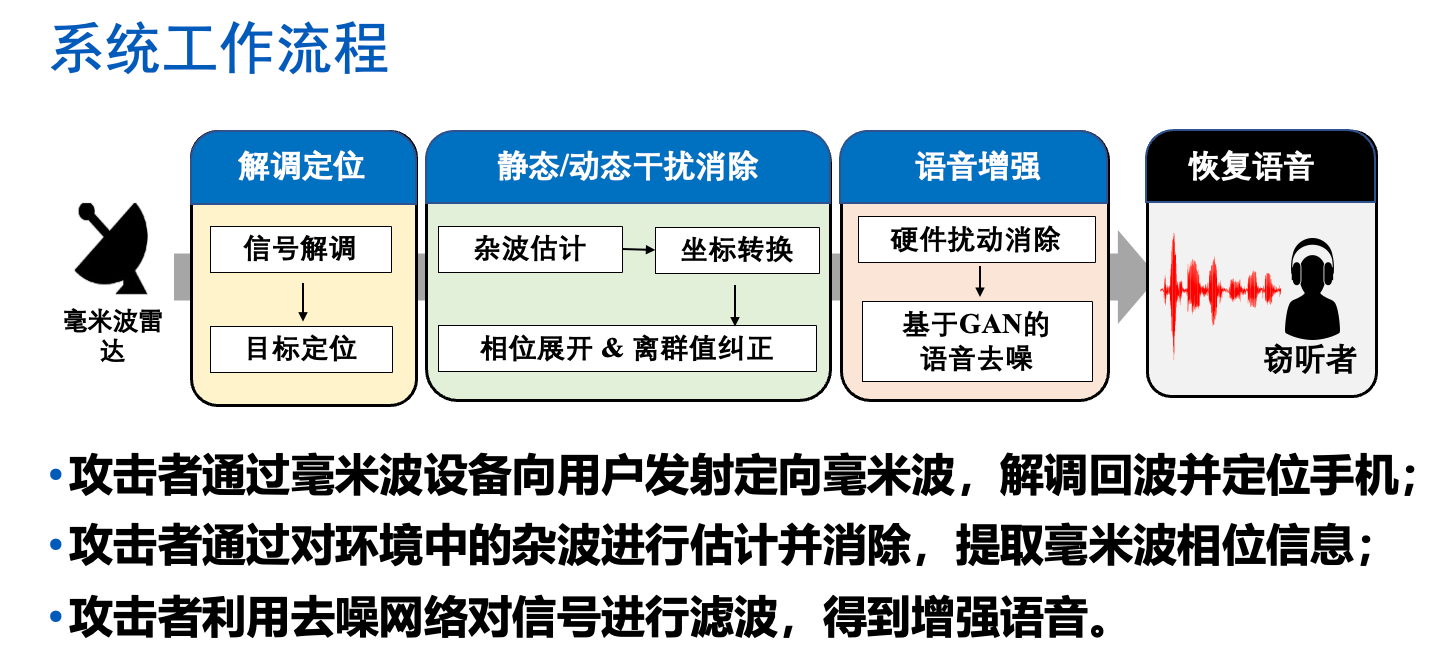 系统工作流程
解调定位
静态/动态干扰消除
语音增强
恢复语音
信号解调
目标定位
杂波估计
坐标转换
相位展开 & 离群值纠正
硬件扰动消除
基于GAN的
语音去噪
毫米波雷
达
窃听者
•攻击者通过毫米波设备向用户发射定向毫米波，解调回波并定位手机；
•攻击者通过对环境中的杂波进行估计并消除，提取毫米波相位信息；
•攻击者利用去噪网络对信号进行滤波，得到增强语音。